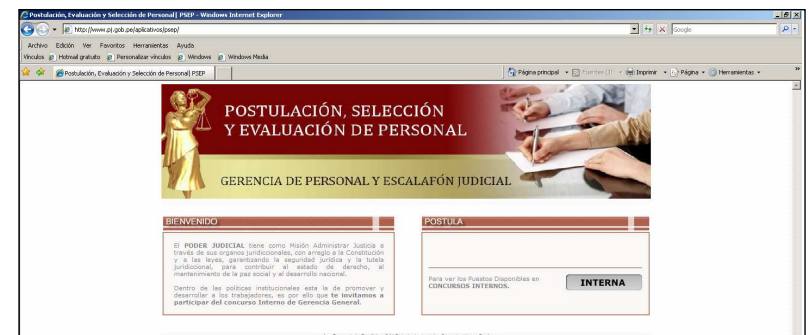 Postulación, Evaluación y Selección de Personal| PSEP - Windows Internet Explorer
http://www.pj.gob.pe/aplicativos/psep/
Google
Archivo Edición Ver Favoritos Herramientas Ayuda
Vínculos Hotmail gratuito Personalizar vínculos Windows Windows Media
Postulación, Evaluación y Selección de Personal| PSEP
Página principal Fuentes Imprimir Página Herramientas
POSTULACIÓN, SELECCIÓN
Y EVALUACIÓN DE PERSONAL
GERENCIA DE PERSONAL Y ESCALAFÓN JUDICIAL
BIENVENIDO
El PODER JUDICIAL tiene como Misión Administrar Justicia a
través de sus organos juridiccionales, con arreglo a la Constitución
y a las leyes, garantizando la seguridad jurídica y la tutela
juridiccional, para contribuir al estado de derecho, al
mantenimiento de la paz social y al desarrollo nacional.
Dentro de las politicas institucionales esta la de promover y
desarrollar a los trabajadores, es por ello que te invitamos a
participar del concurso Interno de Gerencia General.
POSTULA
Para ver los Puestos Disponibles en
CONCURSOS INTERNOS.
INTERNA